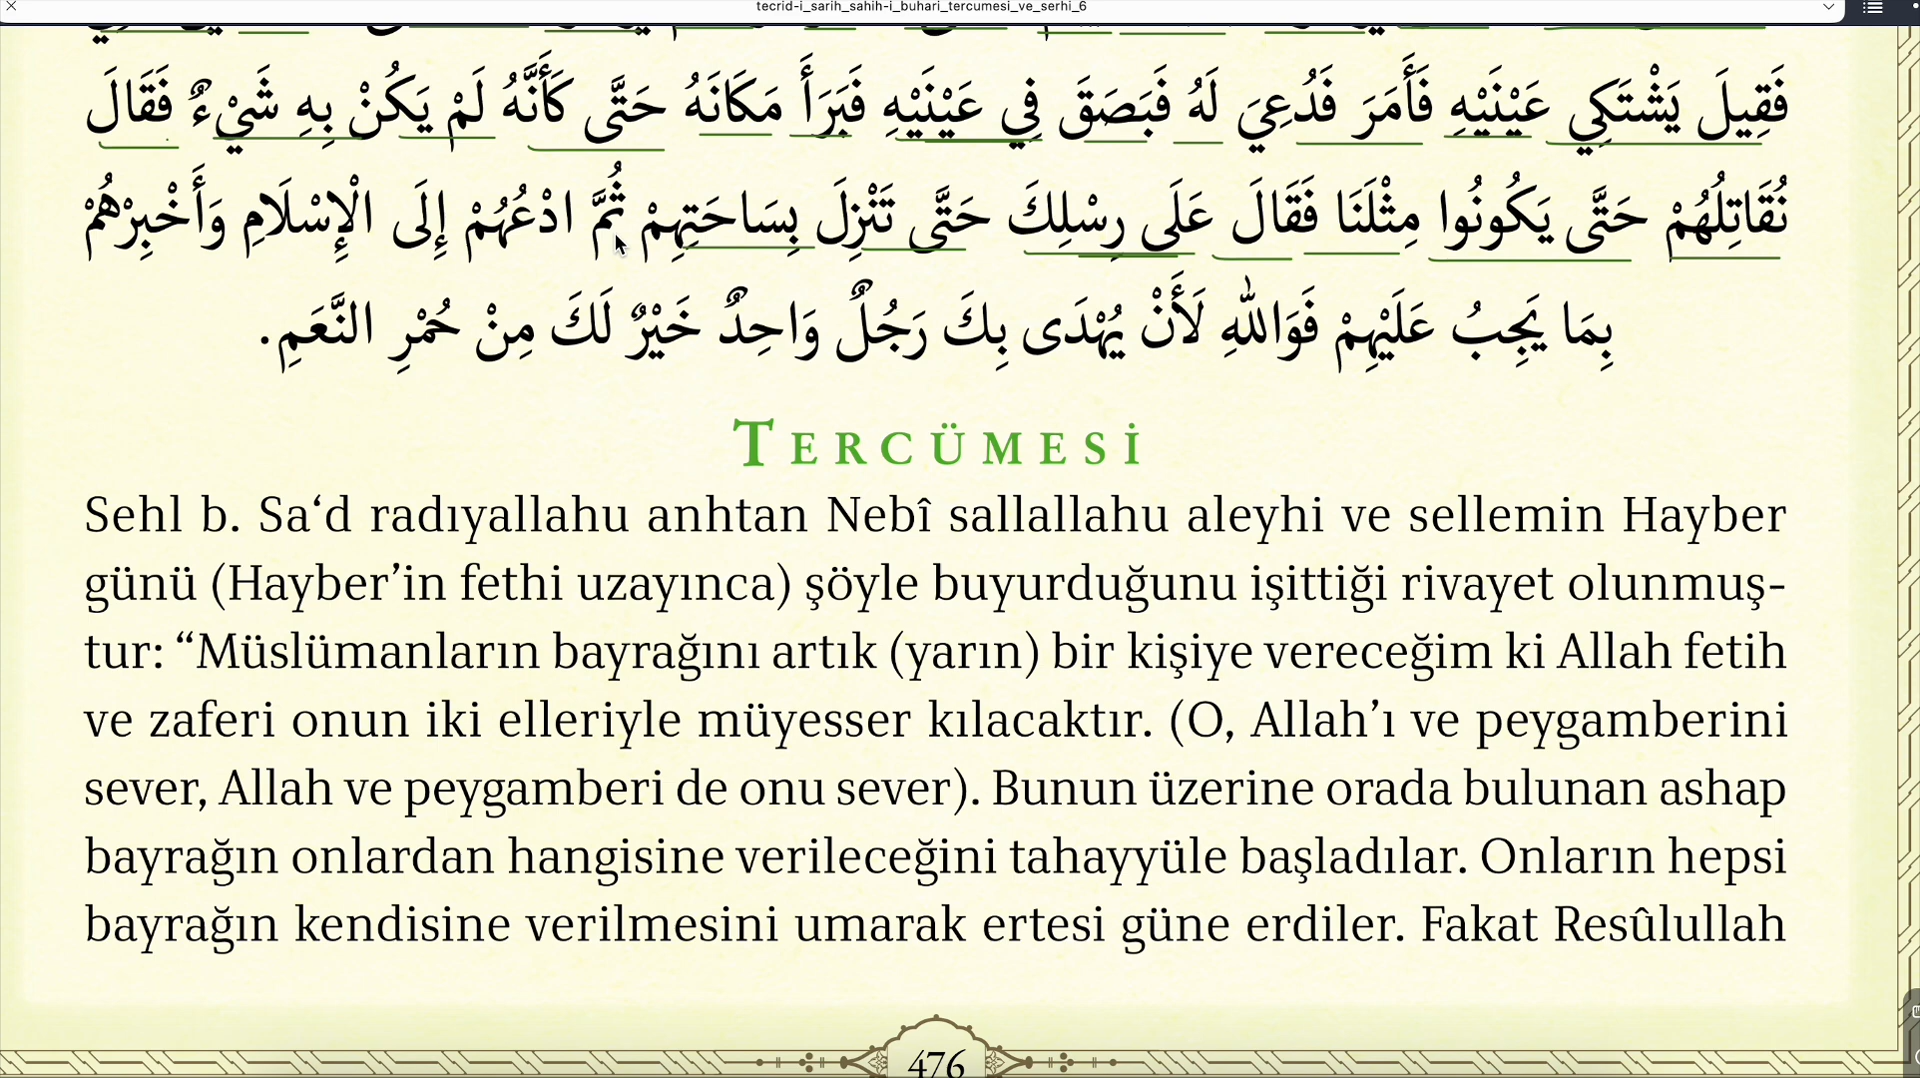 tecrid-i_sarih_sahih-i_buhari_tercumesi_ve_serhi_6
فَقِيلَ يَشْتَكِي عَيْنَيْهِ فَأَمَرَ فَدُعِيَ لَهُ فَبَصَقَ فِي عَيْنَيْهِ فَبَرَأَ مَكَانَهُ حَتَّى كَأَنَّهُ لَمْ يَكُنْ بِهِ شَيْءٌ فَقَالَ
نُقَاتِلُهُمْ حَتَّى يَكُونُوا مِثْلَنَا فَقَالَ عَلَى رِسْلِكَ حَتَّى تَنْزِلَ بِسَاحَتِهِمْ ثُمَّ ادْعُهُمْ إِلَى الْإِسْلَامِ وَأَخْبِرْهُمْ
بِمَا يَجِبُ عَلَيْهِمْ فَوَاللهِ لَأَنْ يُهْدَى بِكَ رَجُلٌ وَاحِدٌ خَيْرٌ لَكَ مِنْ حُمْرِ النَّعَمِ.
TERCÜMESİ
Sehl b. Sa‘d radıyallahu anhtan Nebî sallallahu aleyhi ve sellemin Hayber
günü (Hayber’in fethi uzayınca) şöyle buyurduğunu işittiği rivayet olunmuş-
tur: “Müslümanların bayrağını artık (yarın) bir kişiye vereceğim ki Allah fetih
ve zaferi onun iki elleriyle müyesser kılacaktır. (O, Allah’ı ve peygamberini
sever, Allah ve peygamberi de onu sever). Bunun üzerine orada bulunan ashap
bayrağın onlardan hangisine verileceğini tahayyüle başladılar. Onların hepsi
bayrağın kendisine verilmesini umarak ertesi güne erdiler. Fakat Resûlullah
476